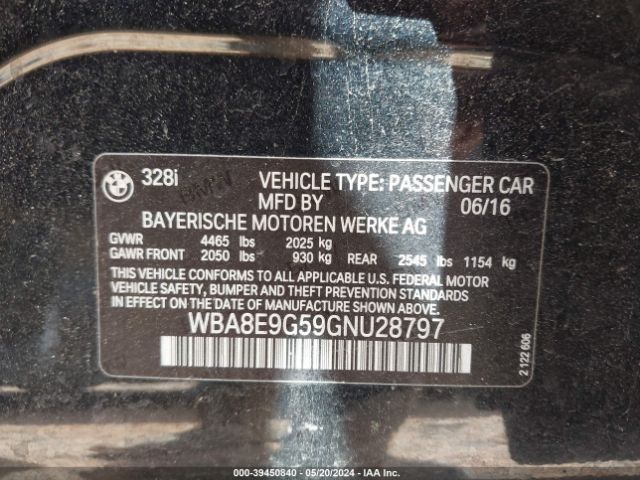 328i VEHICLE TYPE: PASSENGER CAR
MFD BY 06/16
BAYERISCHE MOTOREN WERKE AG
GVWR 4465 lbs 2025 kg
GAWR FRONT 2050 lbs 930 kg REAR 2545 lbs 1154 kg
THIS VEHICLE CONFORMS TO ALL APPLICABLE U.S. FEDERAL MOTOR
VEHICLE SAFETY, BUMPER AND THEFT PREVENTION STANDARDS
IN EFFECT ON THE DATE OF MANUFACTURE SHOWN ABOVE.
WBA8E9G59GNU28797
2 122 606
000-39450840 - 05/20/2024 - IAA Inc.